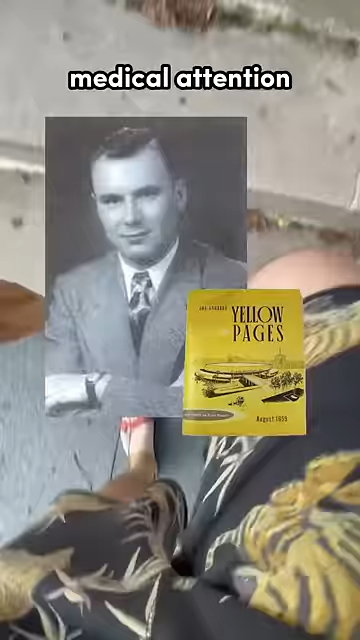 medical attention
LOS ANGELES
YELLOW
PAGES
August 1959